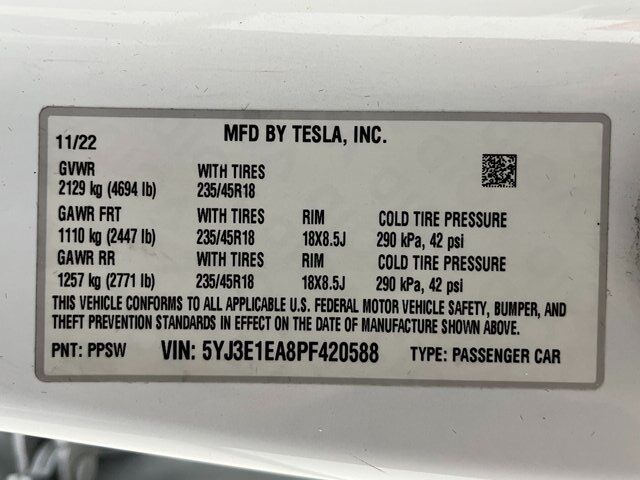 11/22 MFD BY TESLA, INC.
GVWR WITH TIRES
2129 kg (4694 lb) 235/45R18
GAWR FRT WITH TIRES RIM COLD TIRE PRESSURE
1110 kg (2447 lb) 235/45R18 18X8.5J 290 kPa, 42 psi
GAWR RR WITH TIRES RIM COLD TIRE PRESSURE
1257 kg (2771 lb) 235/45R18 18X8.5J 290 kPa, 42 psi
THIS VEHICLE CONFORMS TO ALL APPLICABLE U.S. FEDERAL MOTOR VEHICLE SAFETY, BUMPER, AND
THEFT PREVENTION STANDARDS IN EFFECT ON THE DATE OF MANUFACTURE SHOWN ABOVE.
PNT: PPSW VIN: 5YJ3E1EA8PF420588 TYPE: PASSENGER CAR